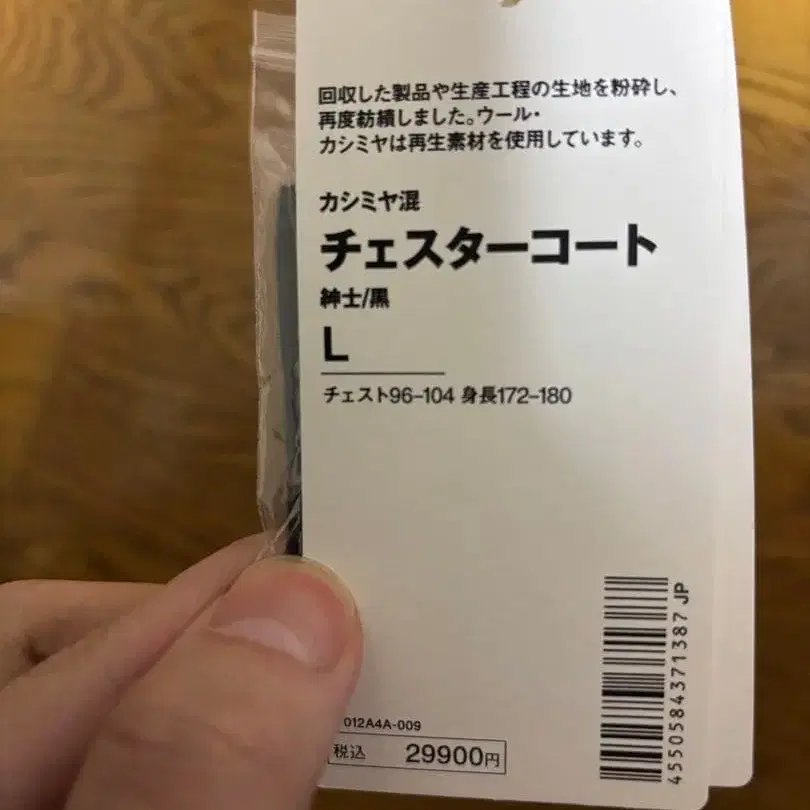 回収した製品や生産工程の生地を粉砕し、
再度紡績しました。ウール・
カシミヤは再生素材を使用しています。
カシミヤ混
チェスターコート
紳士/黒
L
チェスト96-104 身長172-180
4550584371387 JP
012A4A-009
税込 29900円